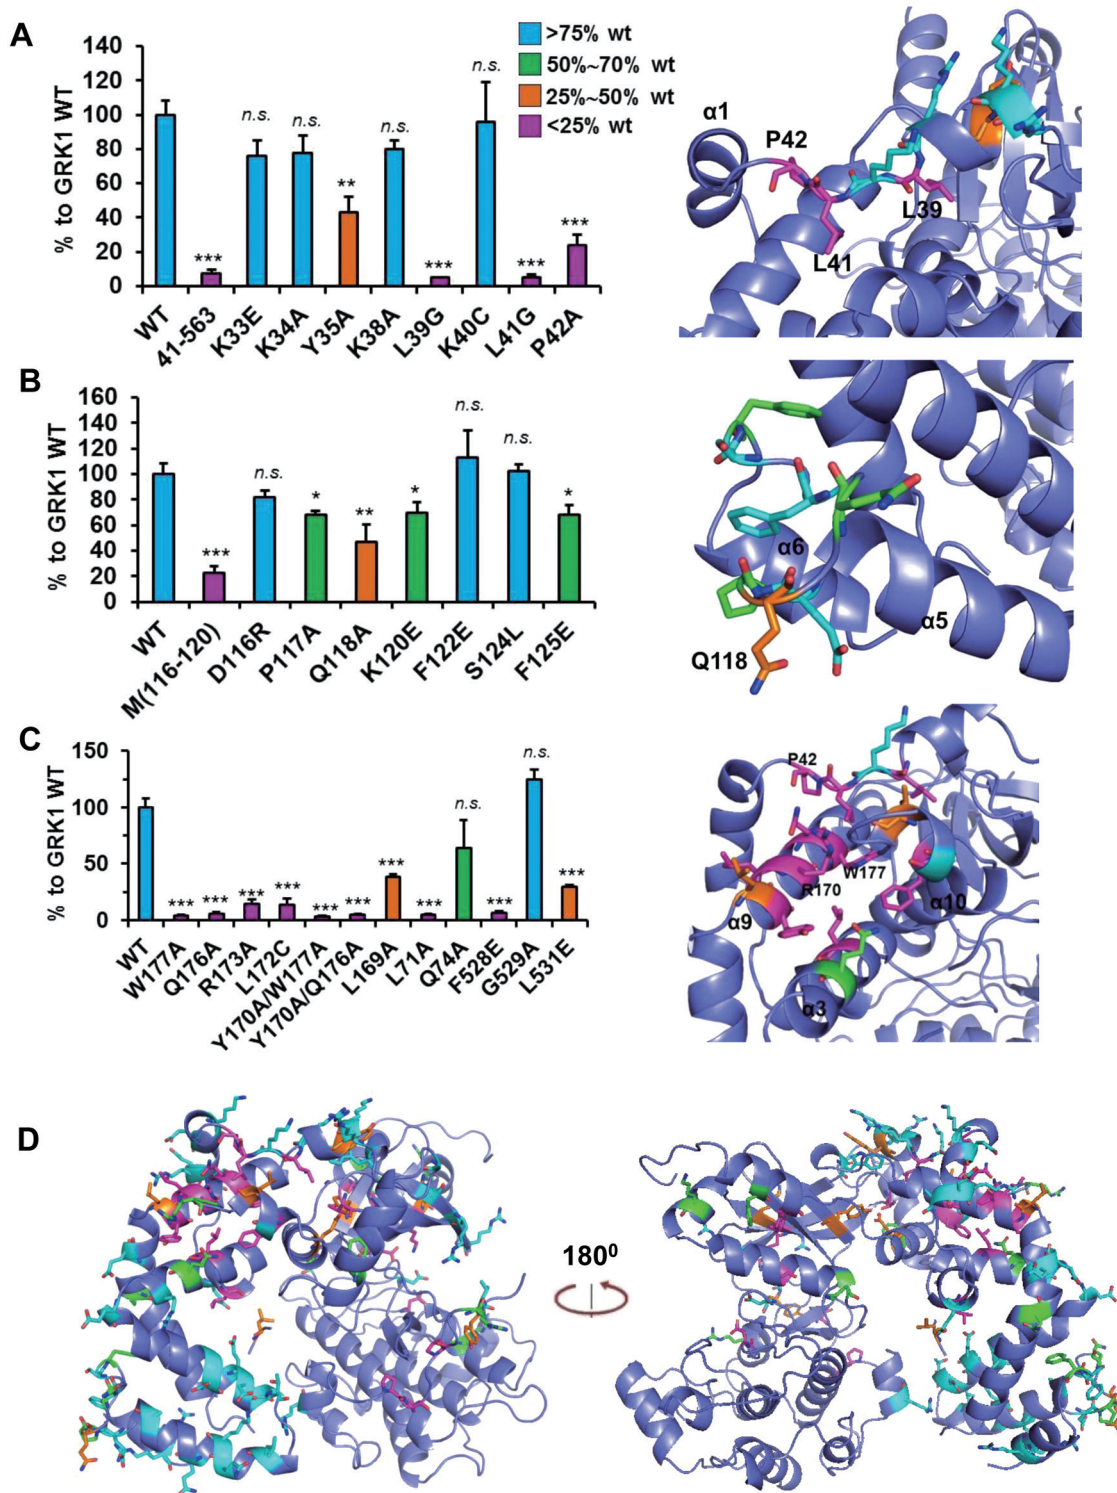 A
% to GRK1 WT
140
120
100
80
60
40
20
0
n.s.
n.s.
n.s.
n.s.
***
**
***
***
***
WT
41-563
K33E
K34A
Y35A
K38A
L39G
K40C
L41G
P42A
>75% wt
50%~70% wt
25%~50% wt
<25% wt
α1
P42
L39
L41
B
% to GRK1 WT
160
140
120
100
80
60
40
20
0
***
n.s.
*
**
*
n.s.
n.s.
*
WT
M(116-120)
D116R
P117A
Q118A
K120E
F122E
S124L
F125E
α6
α5
Q118
C
% to GRK1 WT
150
100
50
0
***
***
***
***
***
***
***
***
n.s.
***
n.s.
***
WT
W177A
Q176A
R173A
L172C
Y170A/W177A
Y170A/Q176A
L169A
L71A
Q74A
F528E
G529A
L531E
P42
W177
R170
α10
α9
α3
D
180⁰